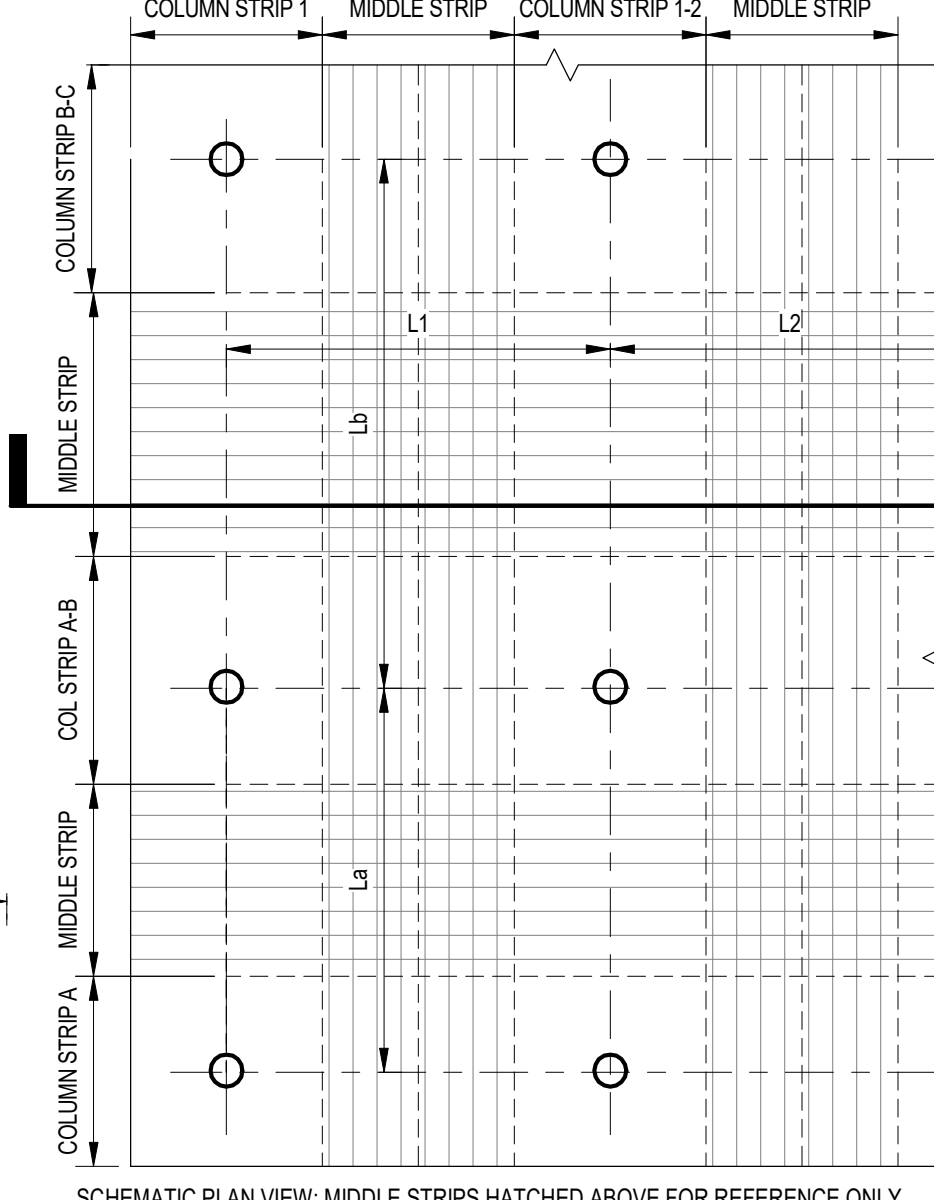 COLUMN STRIP 1
MIDDLE STRIP
COLUMN STRIP 1-2
MIDDLE STRIP
COLUMN STRIP B-C
L1
L2
MIDDLE STRIP
Lb
COL STRIP A-B
MIDDLE STRIP
La
COLUMN STRIP A
SCHEMATIC PLAN VIEW: MIDDLE STRIPS HATCHED ABOVE FOR REFERENCE ONLY